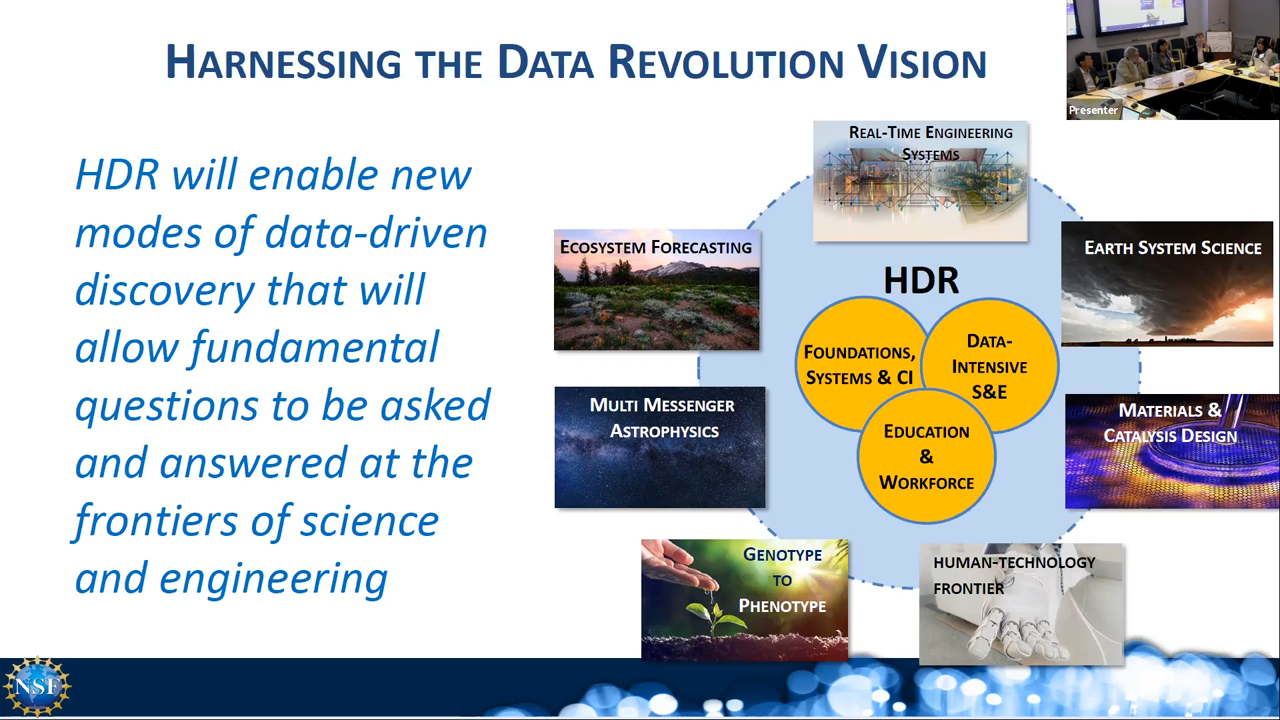 HARNESSING THE DATA REVOLUTION VISION
Presenter
HDR will enable new
modes of data-driven
discovery that will
allow fundamental
questions to be asked
and answered at the
frontiers of science
and engineering
REAL-TIME ENGINEERING
SYSTEMS
ECOSYSTEM FORECASTING
EARTH SYSTEM SCIENCE
HDR
FOUNDATIONS,
SYSTEMS & CI
DATA-
INTENSIVE
S&E
EDUCATION
&
WORKFORCE
MULTI MESSENGER
ASTROPHYSICS
MATERIALS &
CATALYSIS DESIGN
GENOTYPE
TO
PHENOTYPE
HUMAN-TECHNOLOGY
FRONTIER
NSF